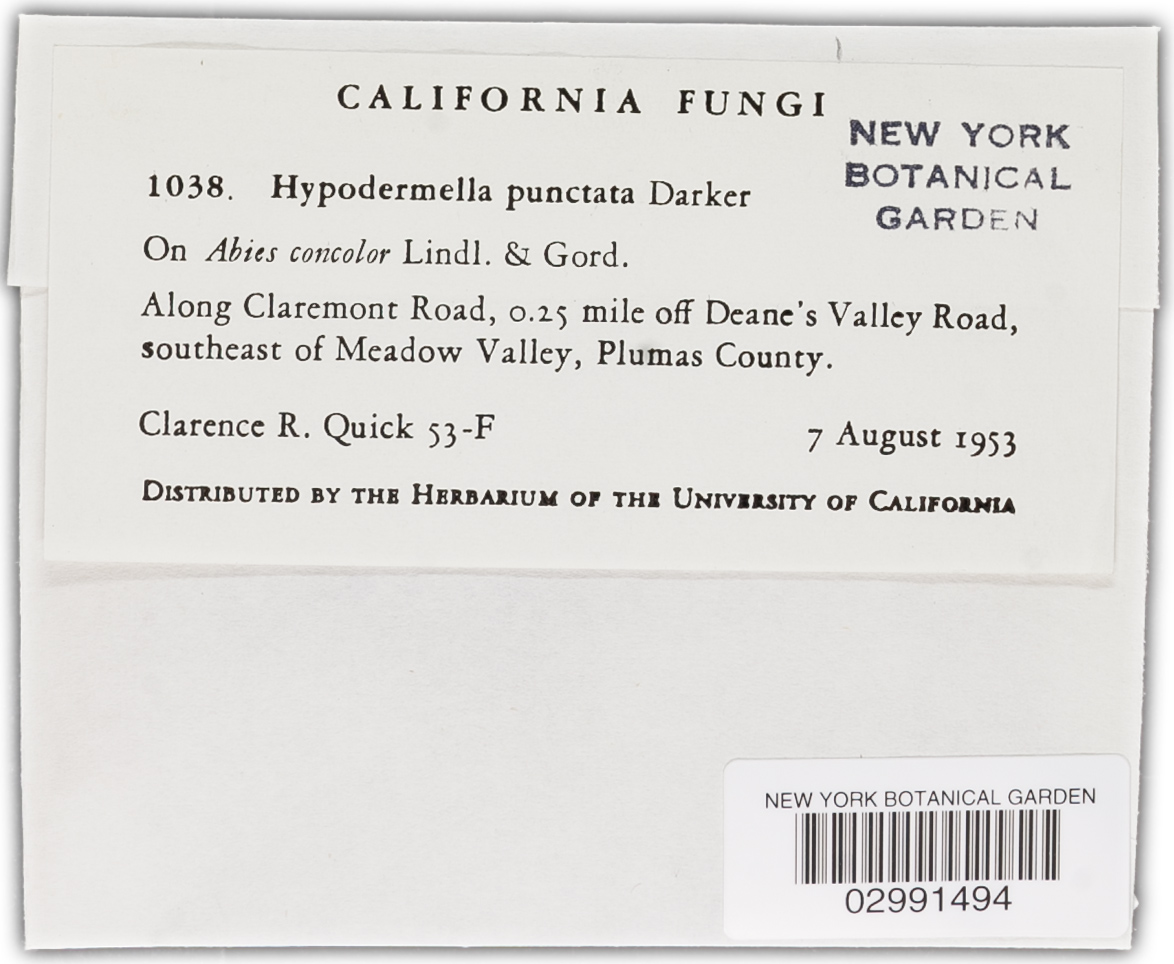 CALIFORNIA FUNGI
NEW YORK
BOTANICAL
GARDEN
1038. Hypodermella punctata Darker
On Abies concolor Lindl. & Gord.
Along Claremont Road, 0.25 mile off Deane's Valley Road,
southeast of Meadow Valley, Plumas County.
Clarence R. Quick 53-F 7 August 1953
DISTRIBUTED BY THE HERBARIUM OF THE UNIVERSITY OF CALIFORNIA
NEW YORK BOTANICAL GARDEN
02991494